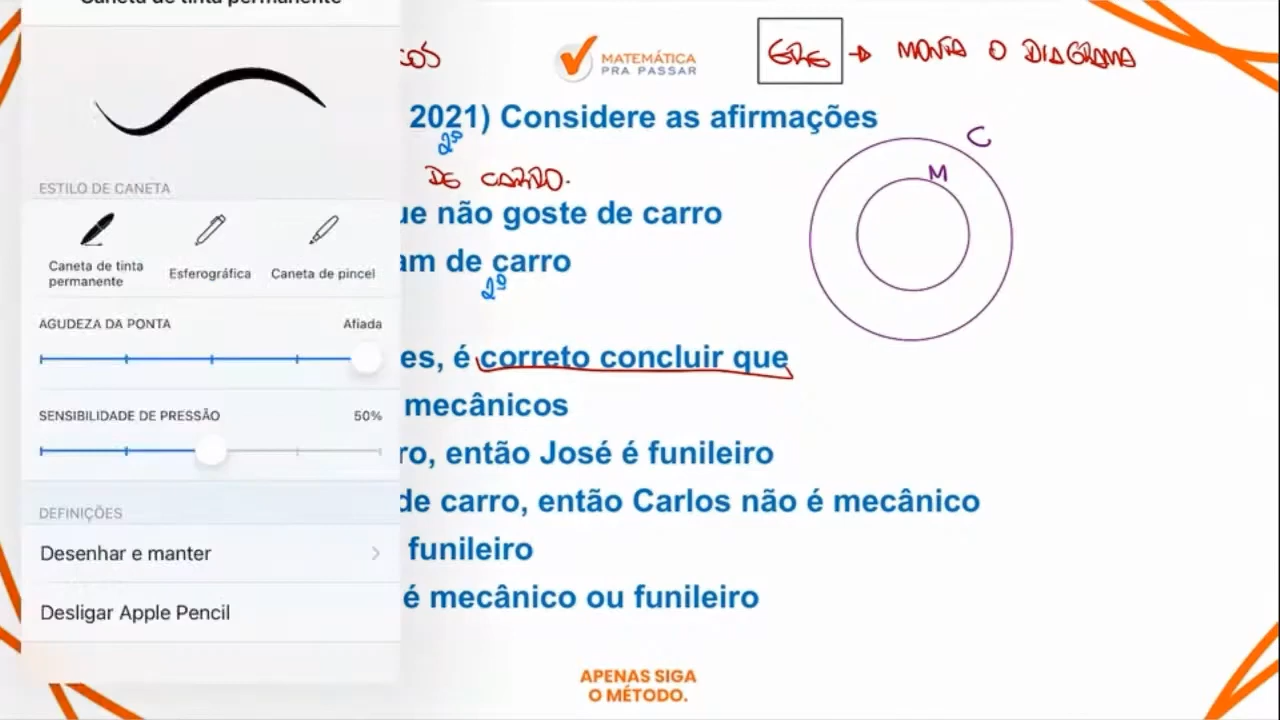 Caneta de tinta permanente
COS
MATEMÁTICA
PRA PASSAR
MONTA O DIAGRAMA
2021) Considere as afirmações
2º
C
ESTILO DE CANETA
DE CARRO.
M
ue não goste de carro
Caneta de tinta
permanente
Esferográfica
Caneta de pincel
am de carro
2º
AGUDEZA DA PONTA
Afiada
es, é correto concluir que
SENSIBILIDADE DE PRESSÃO
50%
mecânicos
ro, então José é funileiro
DEFINIÇÕES
de carro, então Carlos não é mecânico
Desenhar e manter
funileiro
Desligar Apple Pencil
é mecânico ou funileiro
APENAS SIGA
O MÉTODO.